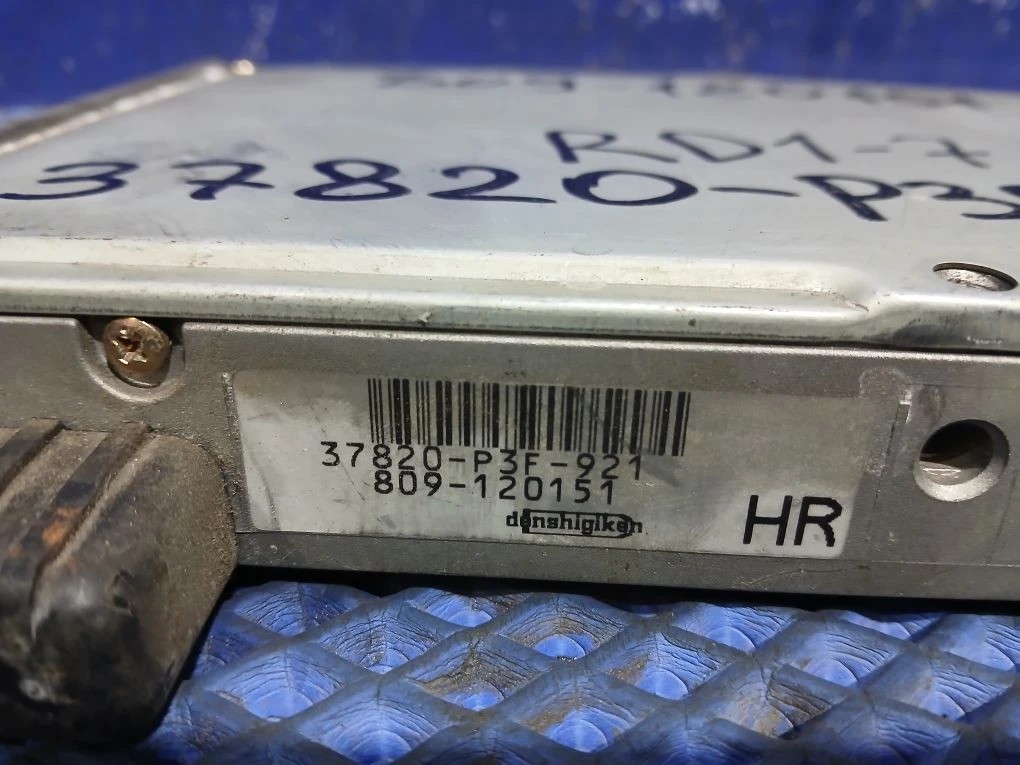 RD1-7
37820-P3
37820-P3F-921
809-120151
denshigiken
HR